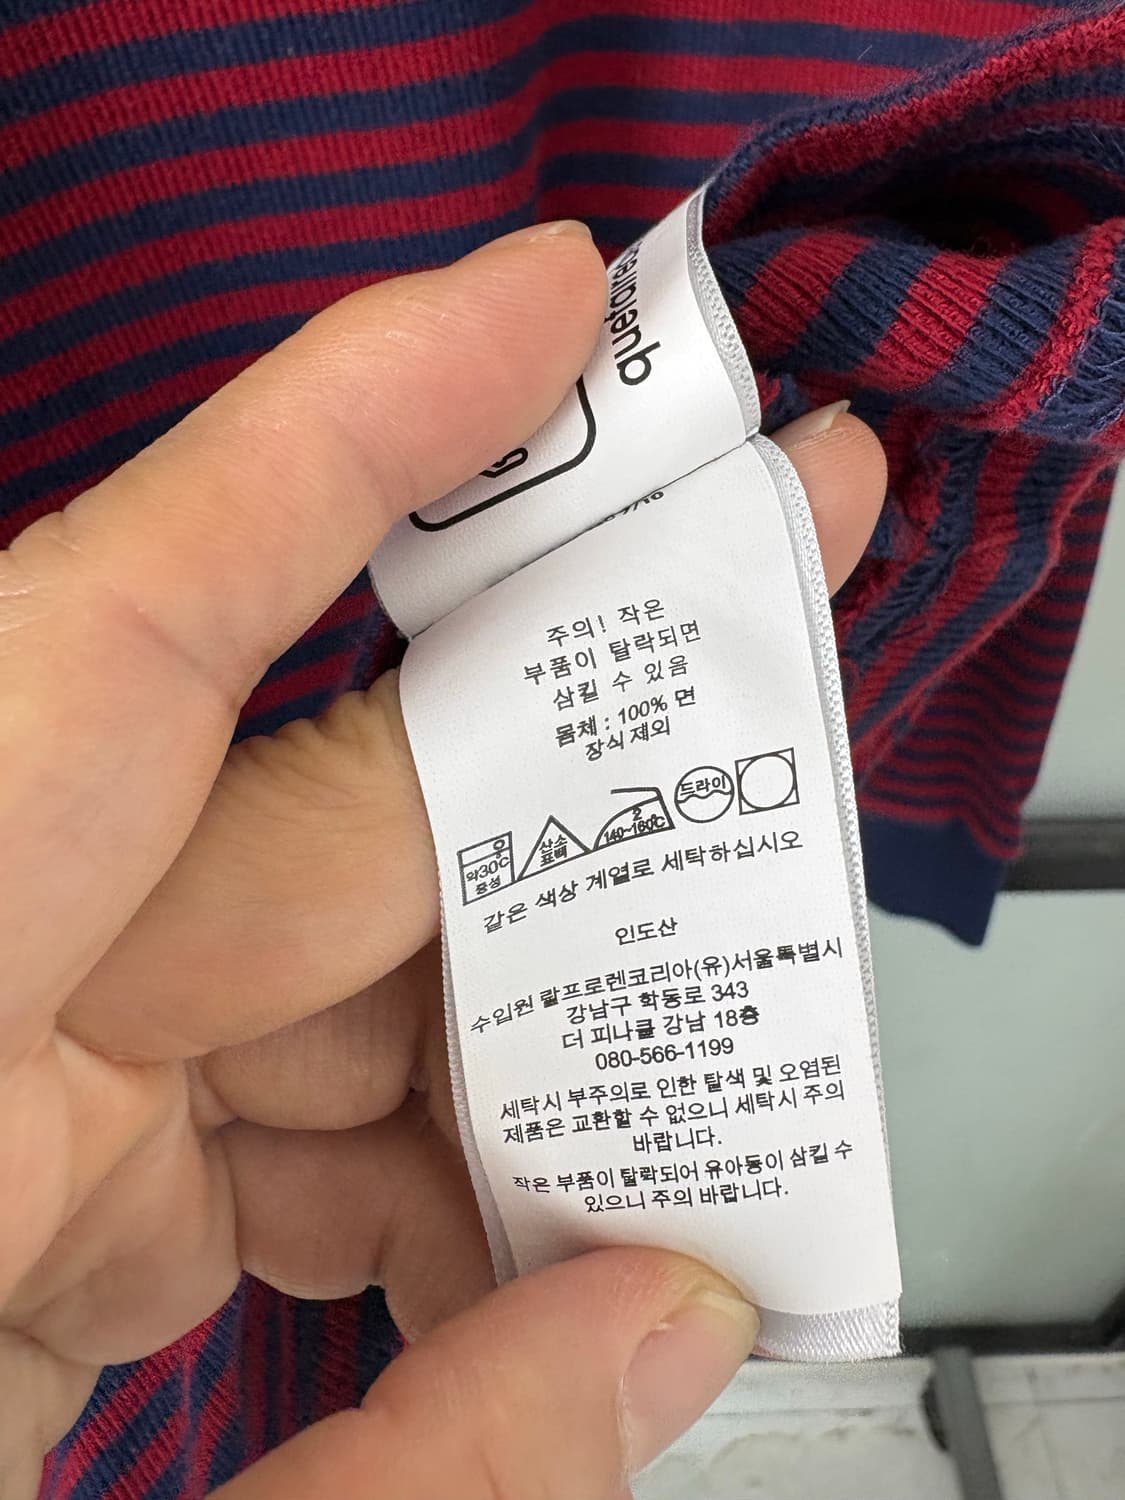 주의! 작은
부품이 탈락되면
삼킬 수 있음
몸체 : 100% 면
장식 제외
약30℃
중성
산소
표백
2
140~160℃
드라이
같은 색상 계열로 세탁하십시오
인도산
수입원 랄프로렌코리아(유)서울특별시
강남구 학동로 343
더 피나클 강남 18층
080-566-1199
세탁시 부주의로 인한 탈색 및 오염된
제품은 교환할 수 없으니 세탁시 주의
바랍니다.
작은 부품이 탈락되어 유아등이 삼킬 수
있으니 주의 바랍니다.